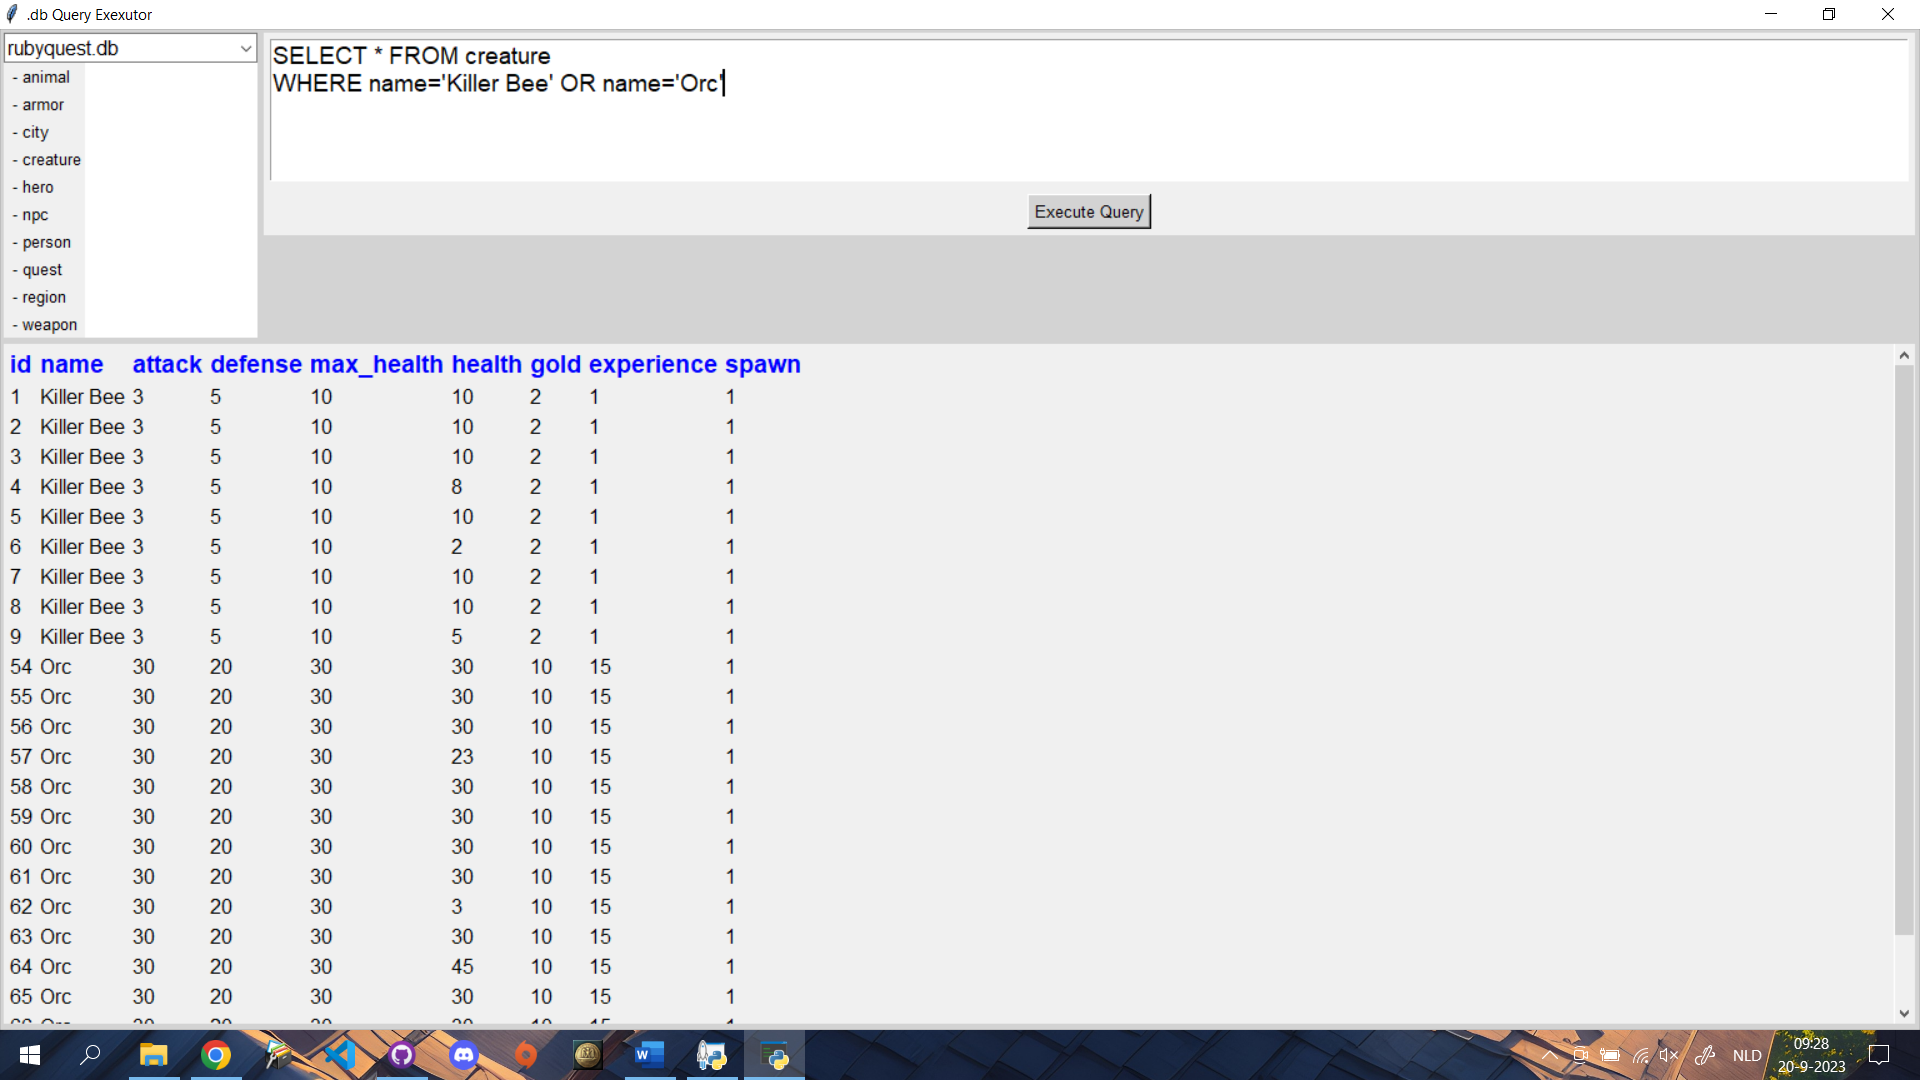 .db Query Exexutor
rubyquest.db
- animal
- armor
- city
- creature
- hero
- npc
- person
- quest
- region
- weapon
SELECT * FROM creature
WHERE name='Killer Bee' OR name='Orc'
Execute Query
id name attack defense max_health health gold experience spawn
1 Killer Bee 3 5 10 10 2 1 1
2 Killer Bee 3 5 10 10 2 1 1
3 Killer Bee 3 5 10 10 2 1 1
4 Killer Bee 3 5 10 8 2 1 1
5 Killer Bee 3 5 10 10 2 1 1
6 Killer Bee 3 5 10 2 2 1 1
7 Killer Bee 3 5 10 10 2 1 1
8 Killer Bee 3 5 10 10 2 1 1
9 Killer Bee 3 5 10 5 2 1 1
54 Orc 30 20 30 30 10 15 1
55 Orc 30 20 30 30 10 15 1
56 Orc 30 20 30 30 10 15 1
57 Orc 30 20 30 23 10 15 1
58 Orc 30 20 30 30 10 15 1
59 Orc 30 20 30 30 10 15 1
60 Orc 30 20 30 30 10 15 1
61 Orc 30 20 30 30 10 15 1
62 Orc 30 20 30 3 10 15 1
63 Orc 30 20 30 30 10 15 1
64 Orc 30 20 30 45 10 15 1
65 Orc 30 20 30 30 10 15 1
NLD
09:28
20-9-2023